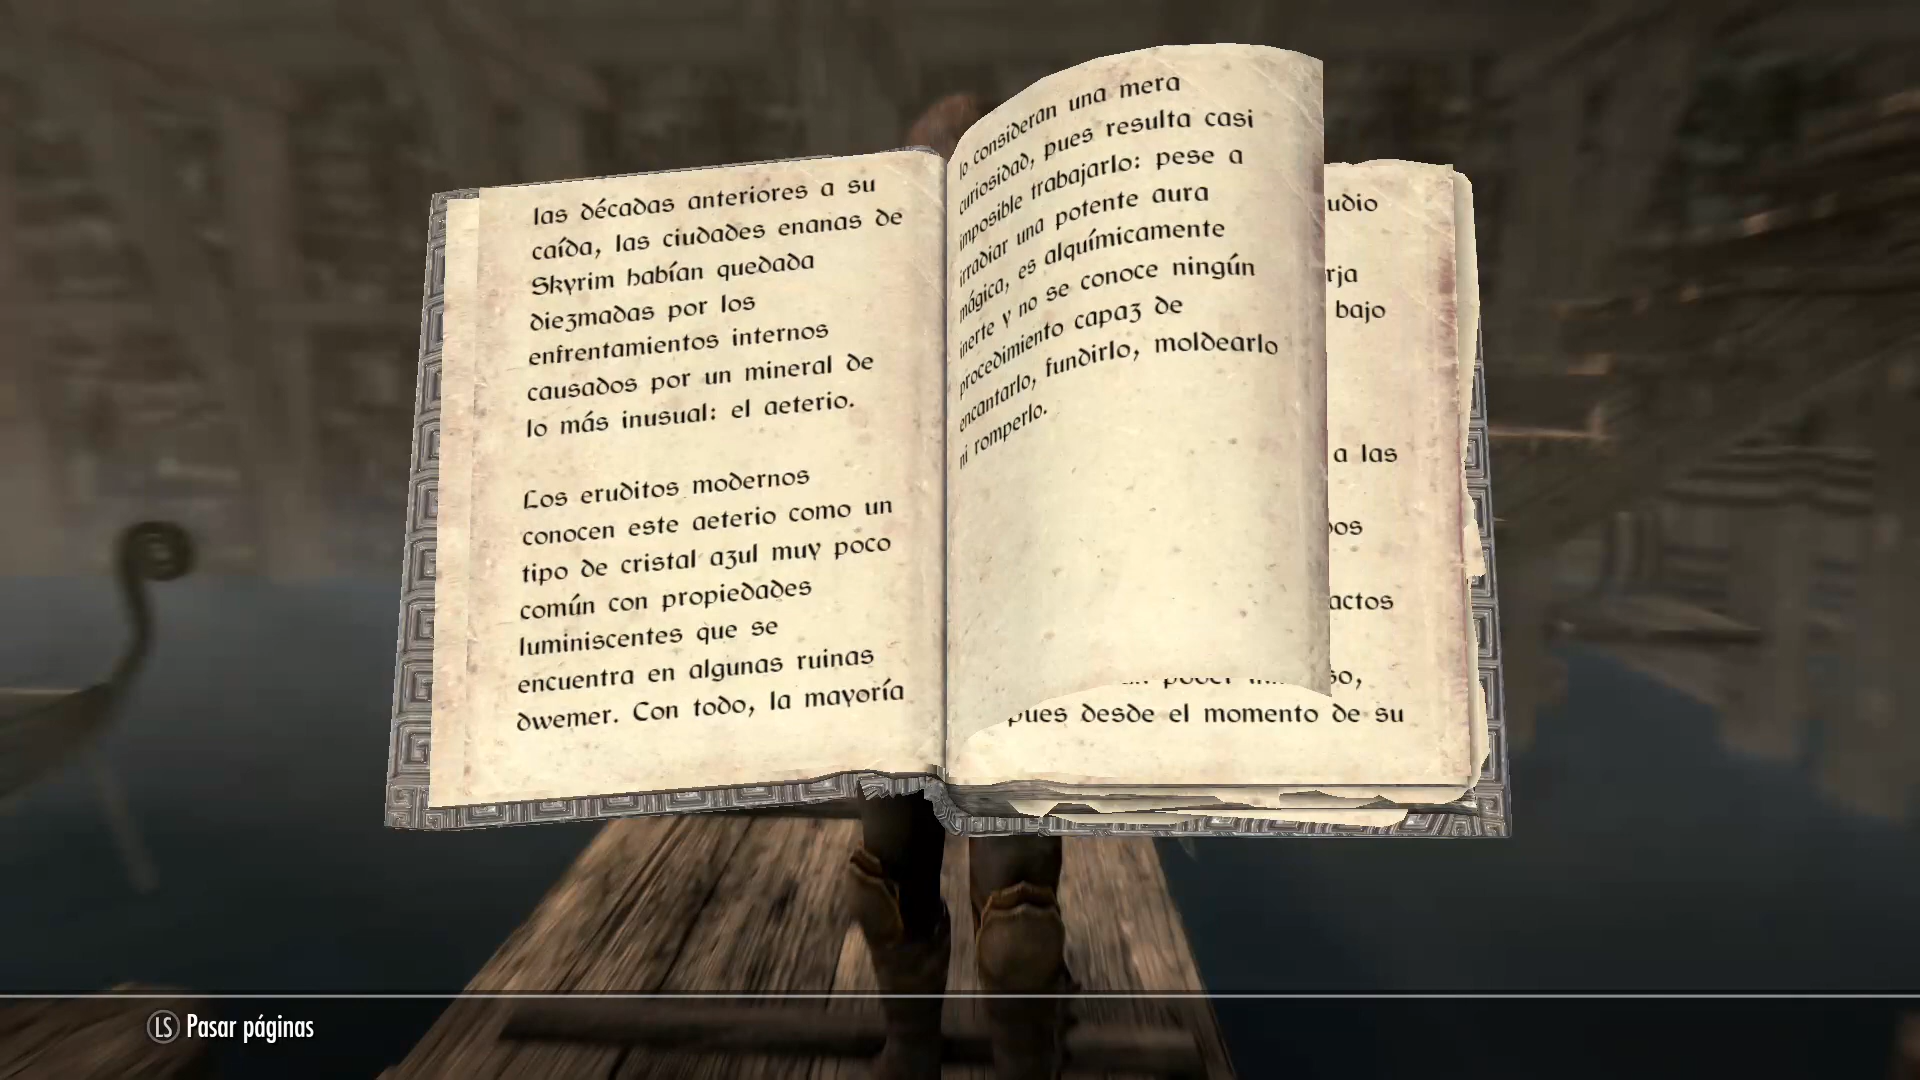 las décadas anteriores a su
caída, las ciudades enanas de
Skyrim habían quedada
diezmadas por los
enfrentamientos internos
causados por un mineral de
lo más inusual: el aeterio.
Los eruditos modernos
conocen este aeterio como un
tipo de cristal azul muy poco
común con propiedades
luminiscentes que se
encuentra en algunas ruinas
dwemer. Con todo, la mayoría
lo consideran una mera
curiosidad, pues resulta casi
imposible trabajarlo: pese a
irradiar una potente aura
mágica, es alquímicamente
inerte y no se conoce ningún
procedimiento capaz de
encantarlo, fundirlo, moldearlo
ni romperlo.
bajo
a las
pues desde el momento de su
LS Pasar páginas